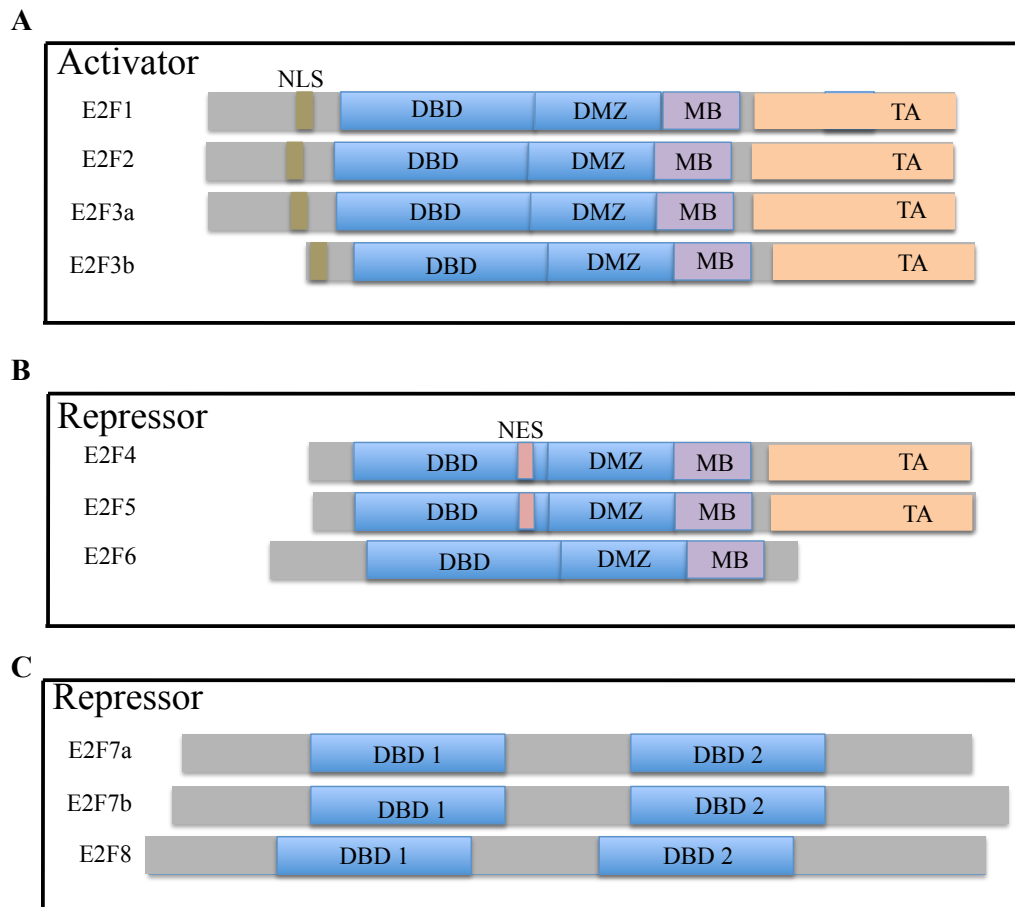 A
Activator
NLS
E2F1 DBD DMZ MB TA
E2F2 DBD DMZ MB TA
E2F3a DBD DMZ MB TA
E2F3b DBD DMZ MB TA
B
Repressor
NES
E2F4 DBD DMZ MB TA
E2F5 DBD DMZ MB TA
E2F6 DBD DMZ MB
C
Repressor
E2F7a DBD 1 DBD 2
E2F7b DBD 1 DBD 2
E2F8 DBD 1 DBD 2